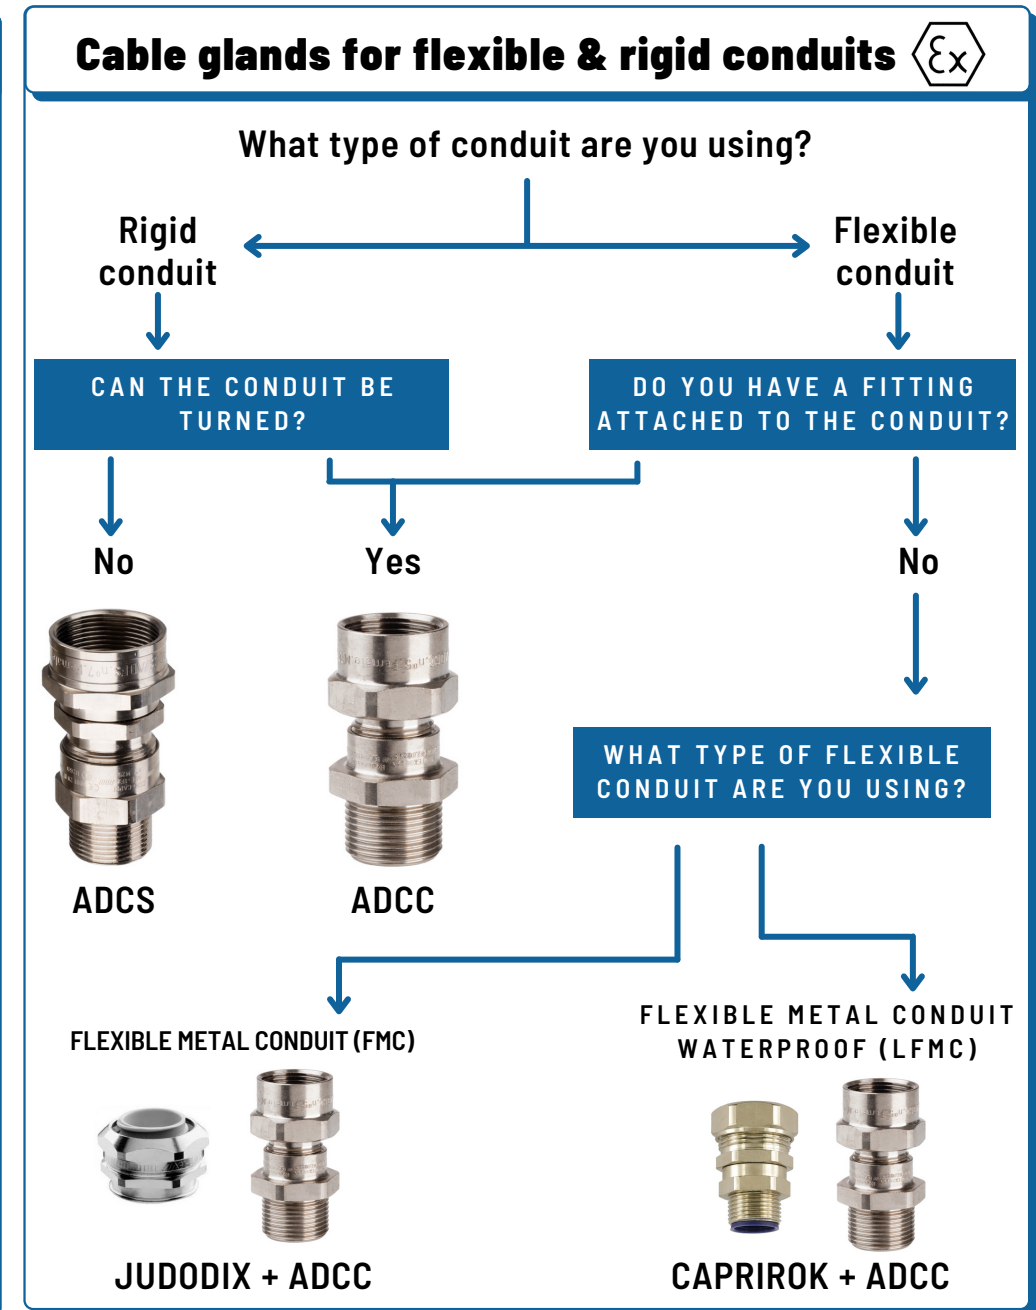 Cable glands for flexible & rigid conduits
Ex
What type of conduit are you using?
Rigid
conduit
Flexible
conduit
CAN THE CONDUIT BE
TURNED?
DO YOU HAVE A FITTING
ATTACHED TO THE CONDUIT?
No
Yes
No
ADCS
ADCC
WHAT TYPE OF FLEXIBLE
CONDUIT ARE YOU USING?
FLEXIBLE METAL CONDUIT (FMC)
FLEXIBLE METAL CONDUIT
WATERPROOF (LFMC)
JUDODIX + ADCC
CAPRIROK + ADCC